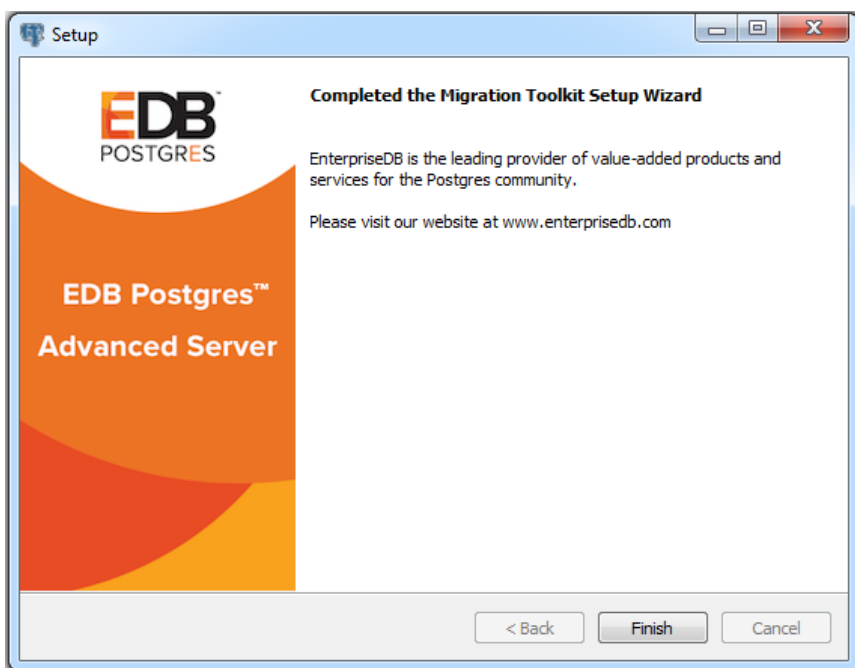 Setup
EDB™
POSTGRES
EDB Postgres™
Advanced Server
Completed the Migration Toolkit Setup Wizard
EnterpriseDB is the leading provider of value-added products and
services for the Postgres community.
Please visit our website at www.enterprisedb.com
< Back
Finish
Cancel